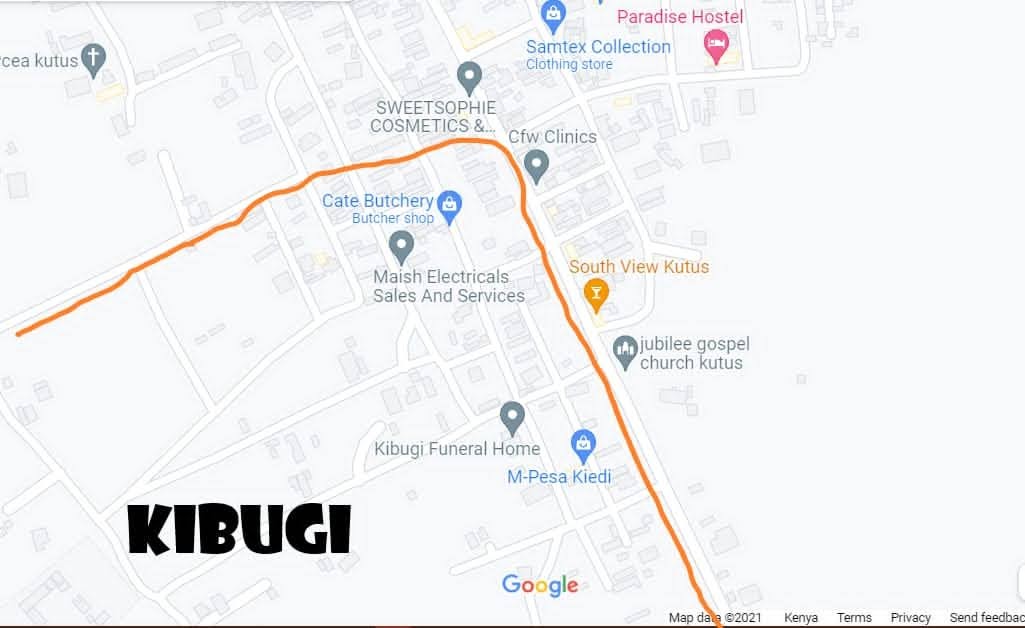 Paradise Hostel
Samtex Collection
Clothing store
cea kutus
SWEETSOPHIE
COSMETICS &...
Cfw Clinics
Cate Butchery
Butcher shop
South View Kutus
Maish Electricals
Sales And Services
jubilee gospel
church kutus
Kibugi Funeral Home
M-Pesa Kiedi
KIBUGI
Google
Map data ©2021 Kenya Terms Privacy Send feedbac